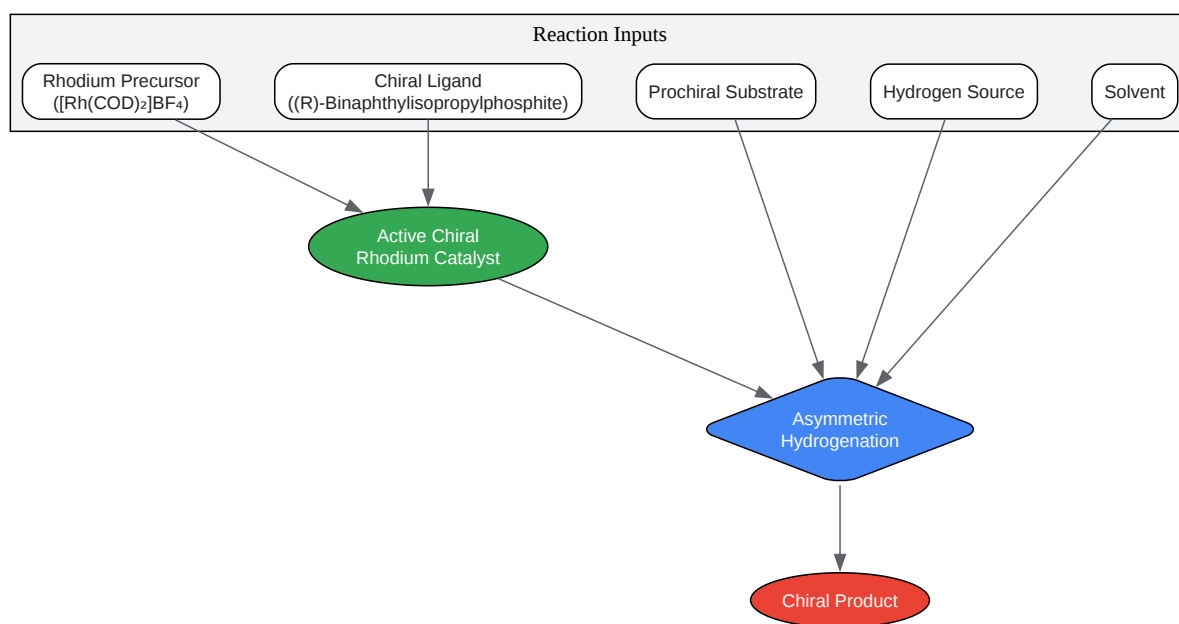 Reaction Inputs
Rhodium Precursor
([Rh(COD)₂]BF₄)
Chiral Ligand
((R)-Binaphthylisopropylphosphite)
Prochiral Substrate
Hydrogen Source
Solvent
Active Chiral
Rhodium Catalyst
Asymmetric
Hydrogenation
Chiral Product